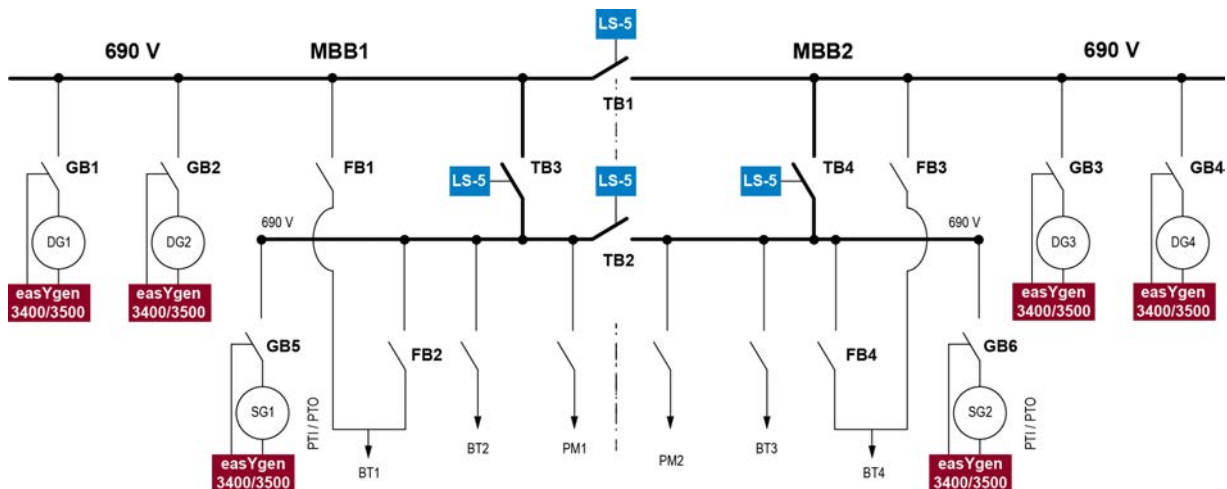 LS-5
690 V
MBB1
MBB2
690 V
TB1
GB1
GB2
FB1
TB3
TB4
FB3
GB3
GB4
LS-5
LS-5
LS-5
690 V
690 V
DG1
DG2
DG3
DG4
TB2
easYgen
3400/3500
easYgen
3400/3500
easYgen
3400/3500
easYgen
3400/3500
GB5
FB2
FB4
GB6
SG1
PTI / PTO
SG2
PTI / PTO
BT2
PM1
PM2
BT3
BT1
BT4
easYgen
3400/3500
easYgen
3400/3500